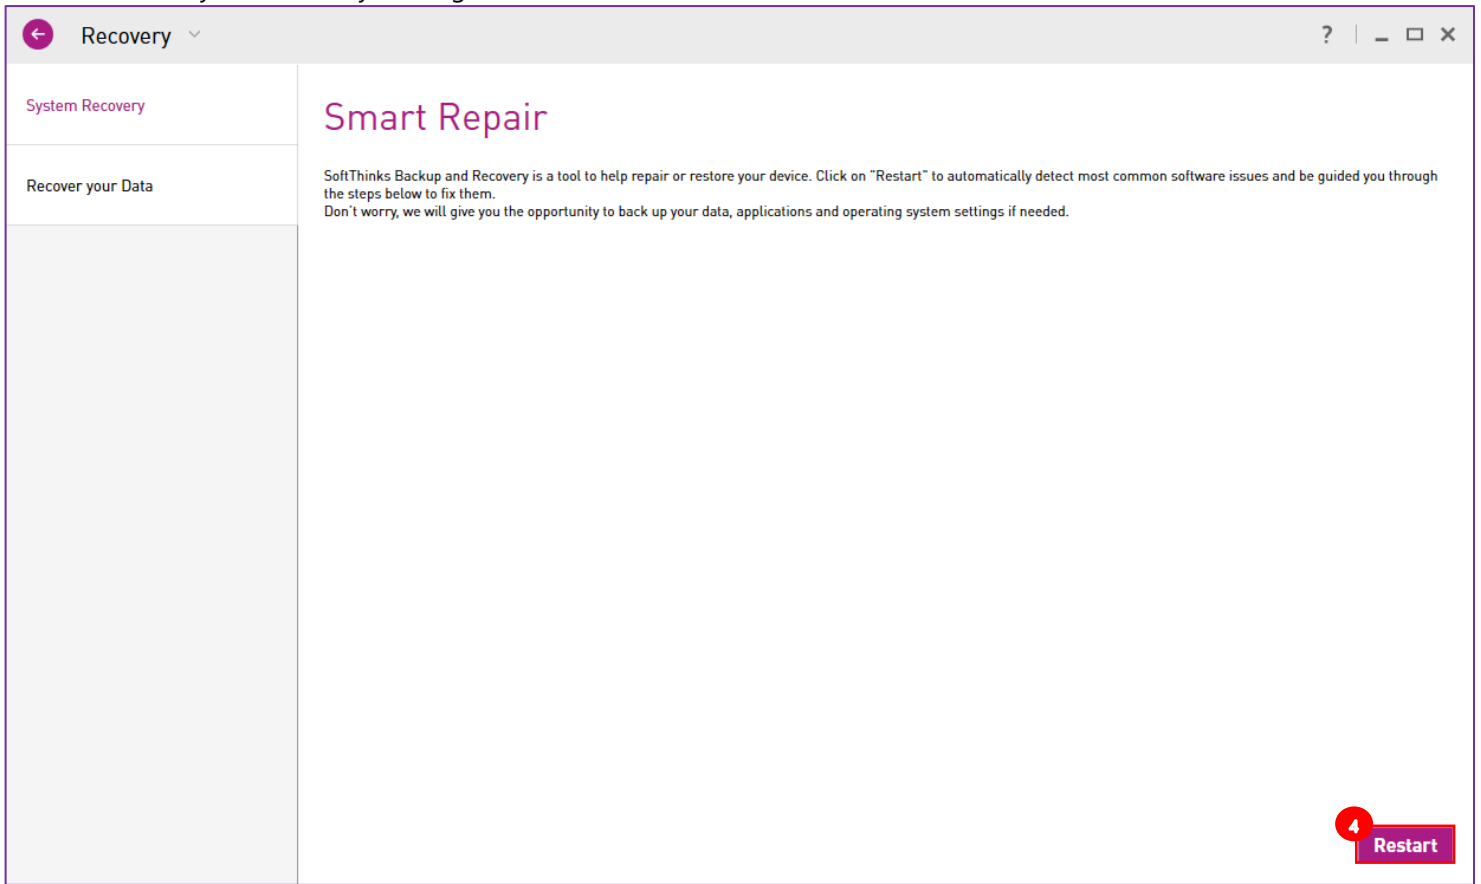 Recovery
?
System Recovery
Recover your Data
Smart Repair
SoftThinks Backup and Recovery is a tool to help repair or restore your device. Click on "Restart" to automatically detect most common software issues and be guided you through
the steps below to fix them.
Don't worry, we will give you the opportunity to back up your data, applications and operating system settings if needed.
4
Restart